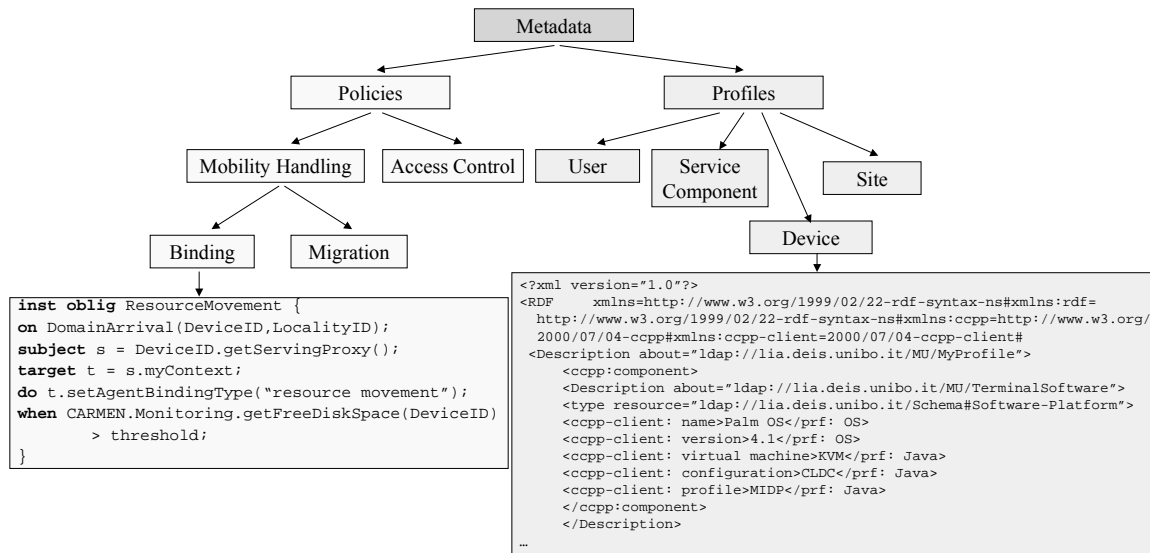 Metadata
Policies
Profiles
Mobility Handling
Access Control
User
Service
Component
Site
Binding
Migration
Device
inst oblig ResourceMovement {
on DomainArrival(DeviceID,LocalityID);
subject s = DeviceID.getServingProxy();
target t = s.myContext;
do t.setAgentBindingType(“resource movement”);
when CARMEN.Monitoring.getFreeDiskSpace(DeviceID)
> threshold;
}
<?xml version=”1.0”?>
<RDF xmlns=http://www.w3.org/1999/02/22-rdf-syntax-ns#xmlns:rdf=
http://www.w3.org/1999/02/22-rdf-syntax-ns#xmlns:ccpp=http://www.w3.org/
2000/07/04-ccpp#xmlns:ccpp-client=2000/07/04-ccpp-client#
<Description about=”ldap://lia.deis.unibo.it/MU/MyProfile”>
<ccpp:component>
<Description about=”ldap://lia.deis.unibo.it/MU/TerminalSoftware”>
<type resource=”ldap://lia.deis.unibo.it/Schema#Software-Platform”>
<ccpp-client: name>Palm OS</prf: OS>
<ccpp-client: version>4.1</prf: OS>
<ccpp-client: virtual machine>KVM</prf: Java>
<ccpp-client: configuration>CLDC</prf: Java>
<ccpp-client: profile>MIDP</prf: Java>
</ccpp:component>
</Description>
…